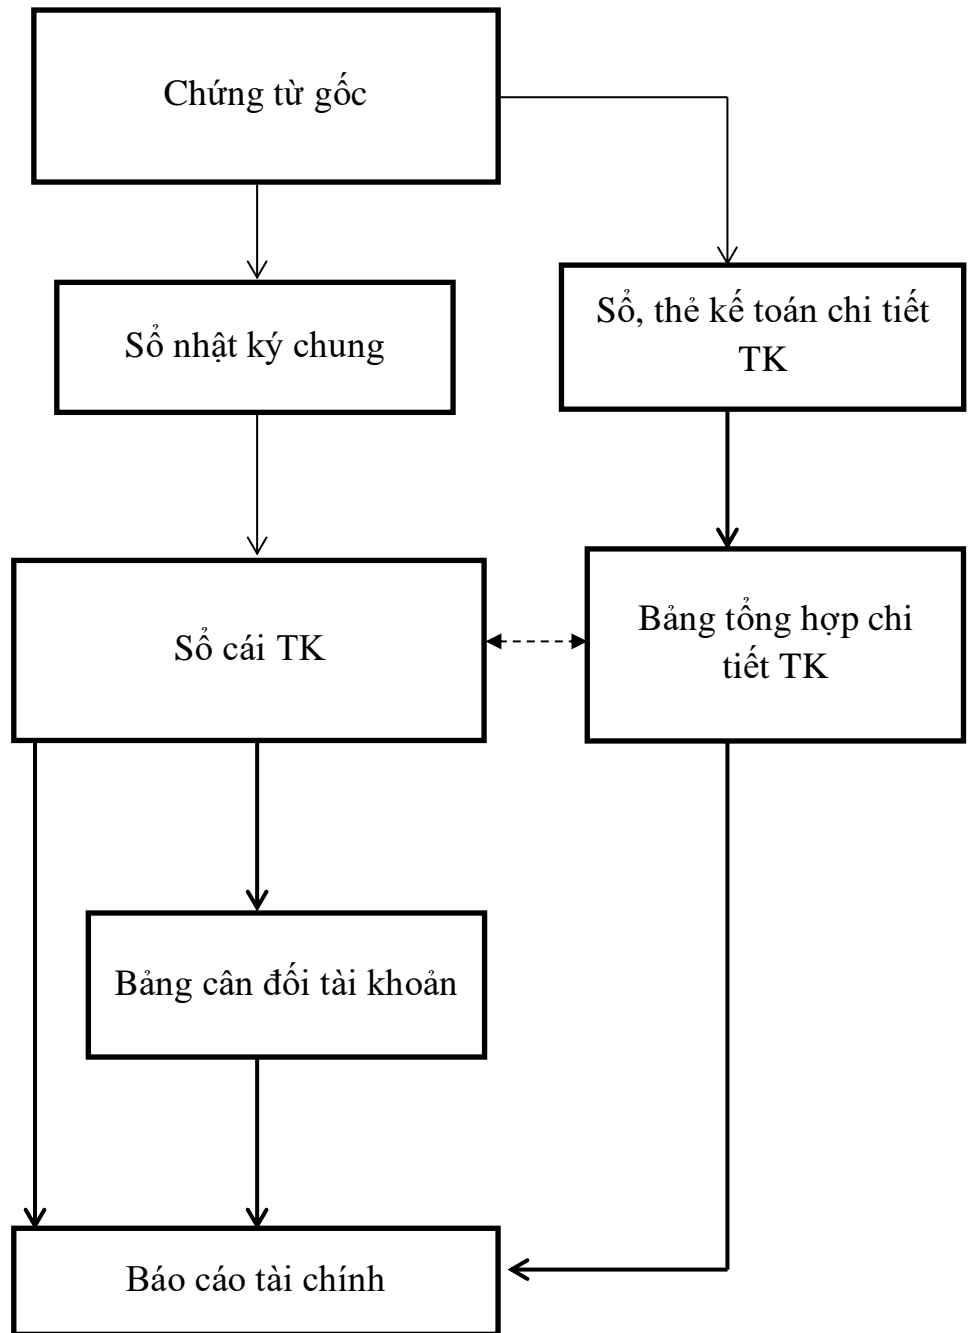 Chứng từ gốc
Sổ nhật ký chung
Sổ, thẻ kế toán chi tiết
TK
Sổ cái TK
Bảng tổng hợp chi
tiết TK
Bảng cân đối tài khoản
Báo cáo tài chính